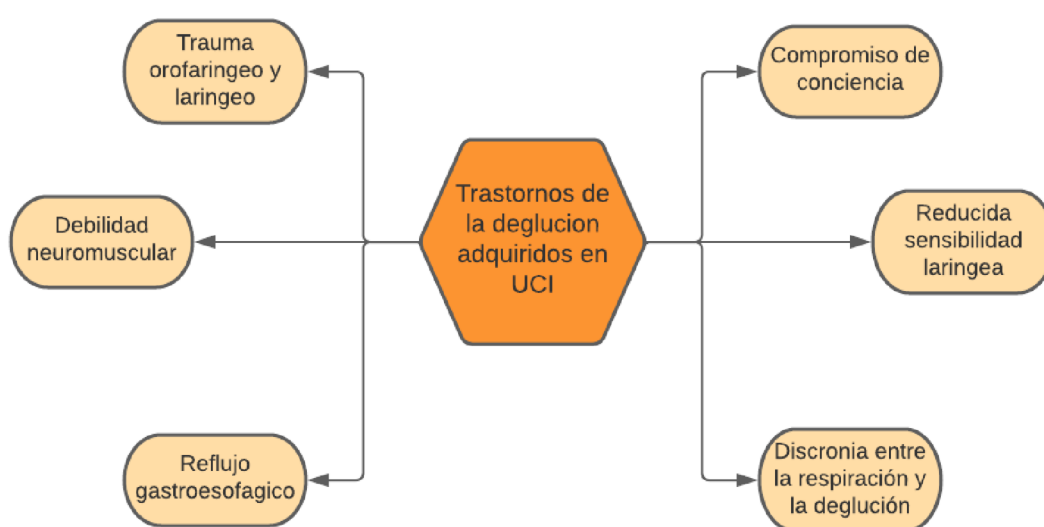 Trauma
orofaringeo y
laringeo
Compromiso de
conciencia
Trastornos de
la deglucion
adquiridos en
UCI
Debilidad
neuromuscular
Reducida
sensibilidad
laringea
Reflujo
gastroesofagico
Discronia entre
la respiración y
la deglución